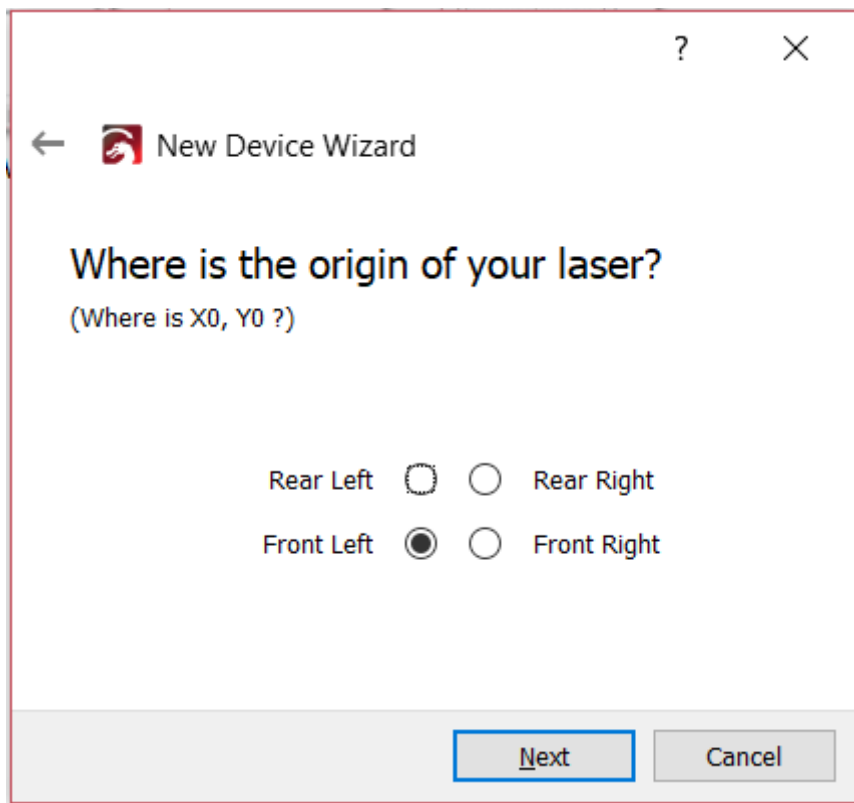 ?
New Device Wizard
Where is the origin of your laser?
(Where is X0, Y0 ?)
Rear Left Rear Right
Front Left Front Right
Next Cancel